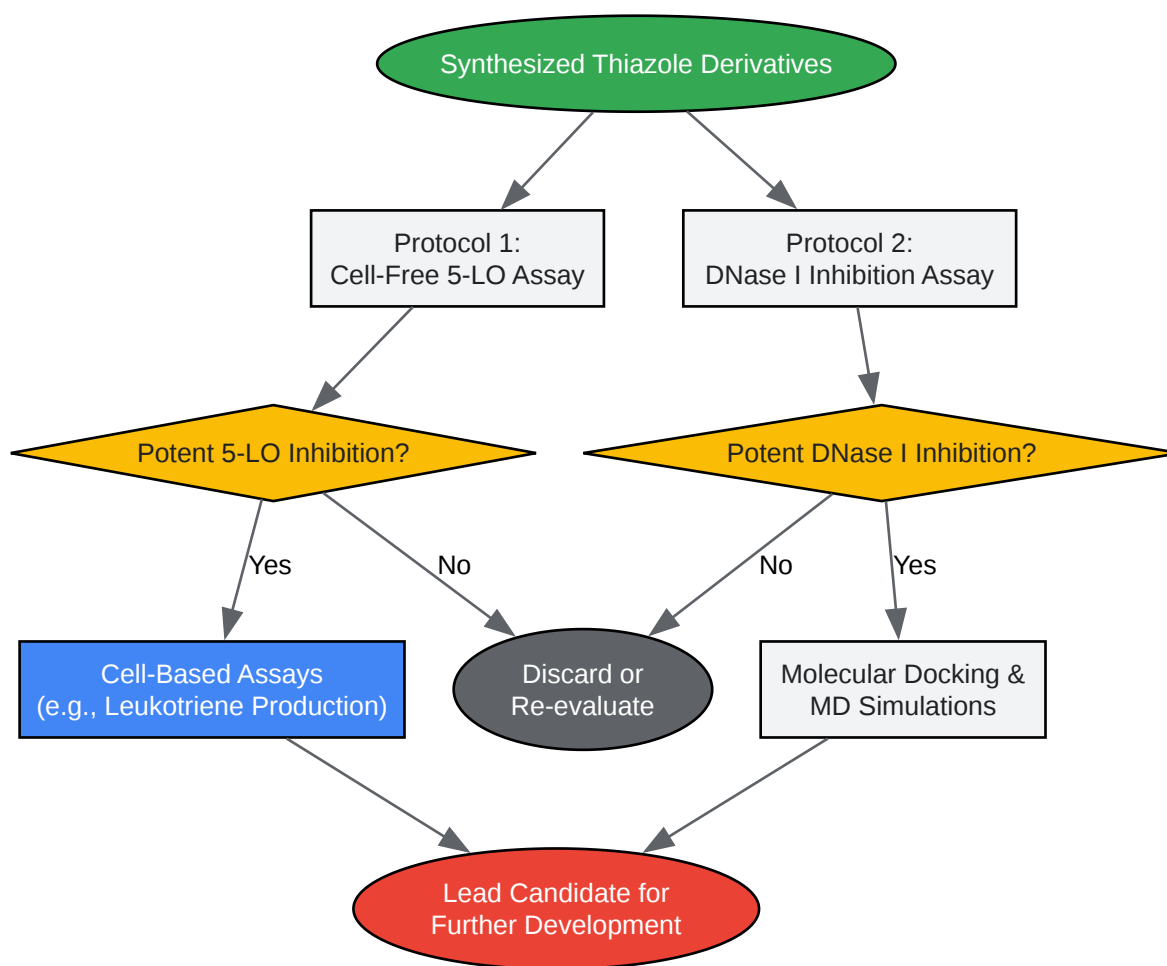 Synthesized Thiazole Derivatives
Protocol 1:
Cell-Free 5-LO Assay
Protocol 2:
DNase I Inhibition Assay
Potent 5-LO Inhibition?
Potent DNase I Inhibition?
Yes
No
No
Yes
Cell-Based Assays
(e.g., Leukotriene Production)
Discard or
Re-evaluate
Molecular Docking &
MD Simulations
Lead Candidate for
Further Development